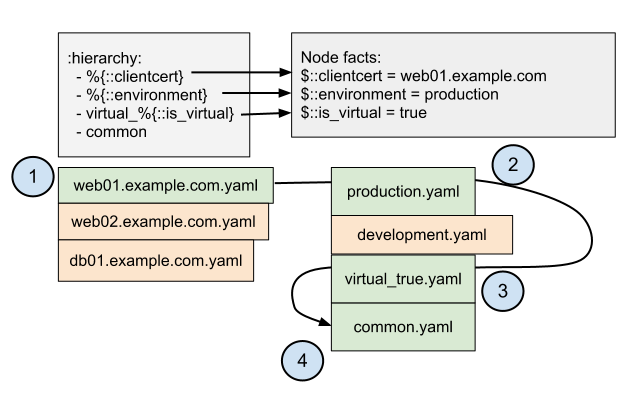 :hierarchy:
- %{::clientcert}
- %{::environment}
- virtual_%{::is_virtual}
- common
Node facts:
$::clientcert = web01.example.com
$::environment = production
$::is_virtual = true
1
web01.example.com.yaml
web02.example.com.yaml
db01.example.com.yaml
2
production.yaml
development.yaml
virtual_true.yaml
3
common.yaml
4